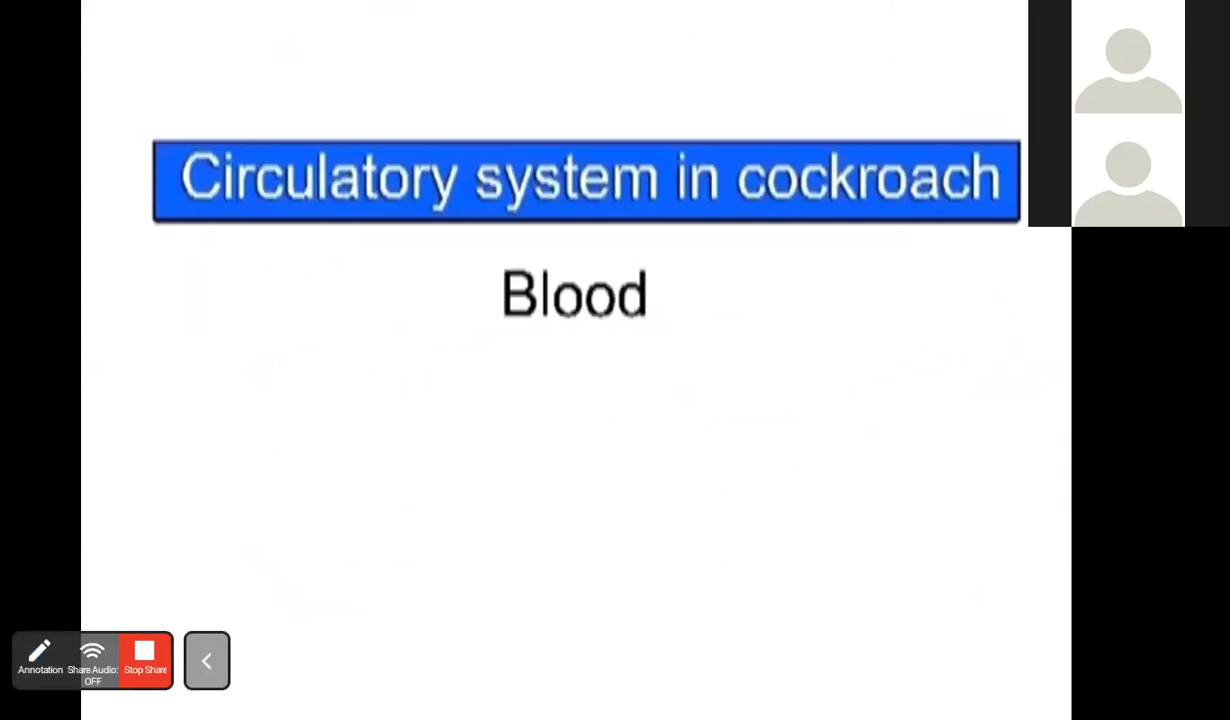 Circulatory system in cockroach
Blood
Annotation
Share Audio:
OFF
Stop Share